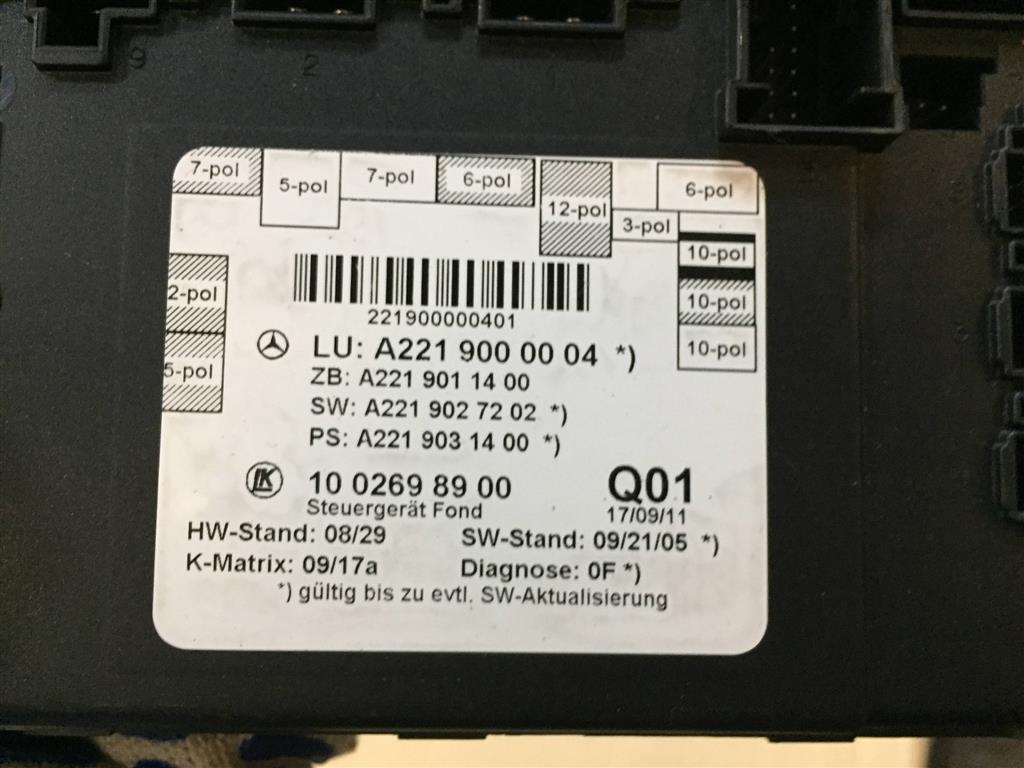 9
2
7-pol
5-pol
7-pol
6-pol
12-pol
3-pol
6-pol
10-pol
10-pol
10-pol
2-pol
5-pol
221900000401
LU: A221 900 00 04 *)
ZB: A221 901 14 00
SW: A221 902 72 02 *)
PS: A221 903 14 00 *)
LK 10 0269 89 00
Q01
Steuergerät Fond
17/09/11
HW-Stand: 08/29
SW-Stand: 09/21/05 *)
K-Matrix: 09/17a
Diagnose: 0F *)
*) gültig bis zu evtl. SW-Aktualisierung